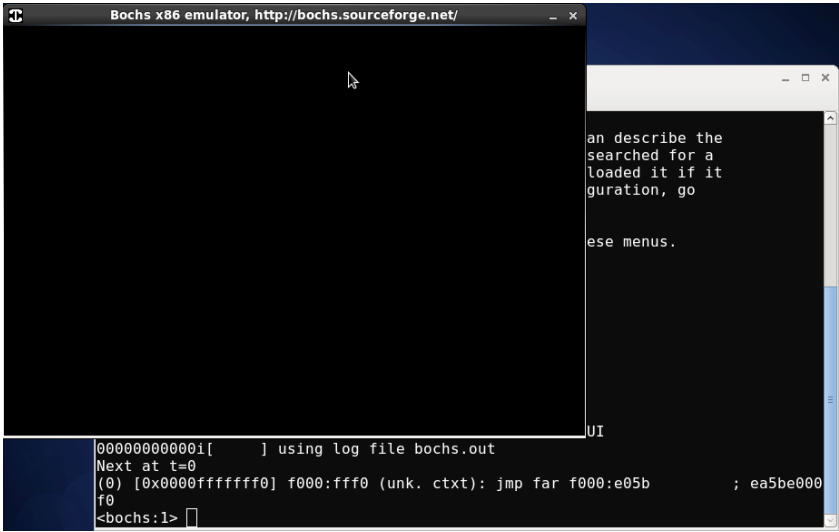 Bochs x86 emulator, http://bochs.sourceforge.net/
an describe the
searched for a
loaded it if it
guration, go
ese menus.
UI
00000000000i[      ] using log file bochs.out
Next at t=0
(0) [0x0000fffffff0] f000:fff0 (unk. ctxt): jmp far f000:e05b          ; ea5be000
f0
<bochs:1>